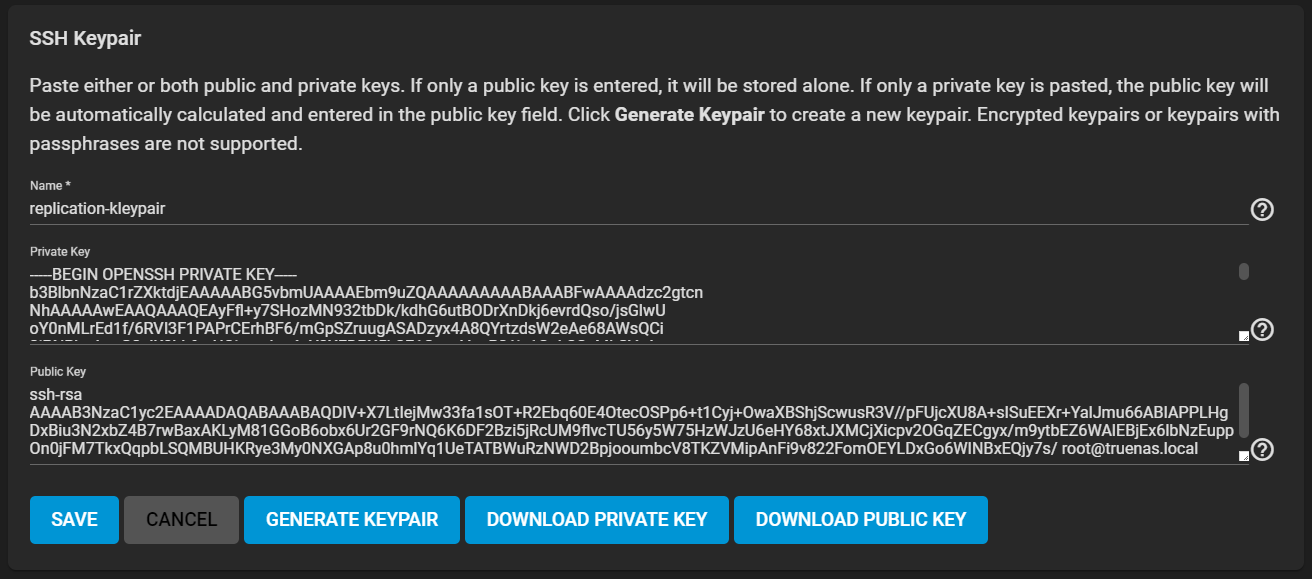 SSH Keypair
Paste either or both public and private keys. If only a public key is entered, it will be stored alone. If only a private key is pasted, the public key will
be automatically calculated and entered in the public key field. Click Generate Keypair to create a new keypair. Encrypted keypairs or keypairs with
passphrases are not supported.
Name *
replication-kleypair
Private Key
-----BEGIN OPENSSH PRIVATE KEY-----
b3BlbnNzaC1rZXktdjEAAAAABG5vbmUAAAAEbm9uZQAAAAAAAAABAAABFwAAAAdzc2gtcn
NhAAAAAwEAAQAAAQEAyFfl+y7SHozMN932tbDk/kdhG6utBODrXnDkj6evrdQso/jsGlwU
oY0nMLrEd1f/6RVl3F1PAPrCErhBF6/mGpSZruugASADzyx4A8QYrtzdsW2eAe68AWsQCi
Public Key
ssh-rsa
AAAAB3NzaC1yc2EAAAADAQABAAABAQDIV+X7LtIejMw33fa1sOT+R2Ebq60E4OtecOSPp6+t1Cyj+OwaXBShjScwusR3V//pFUjcXU8A+sISuEEXr+YalJmu66ABIAPPLHg
DxBiu3N2xbZ4B7rwBaxAKLyM81GGoB6obx6Ur2GF9rNQ6K6DF2Bzi5jRcUM9flvcTU56y5W75HzWJzU6eHY68xtJXMCjXicpv2OGqZECgyx/m9ytbEZ6WAIEBjEx6IbNzEupp
On0jFM7TkxQqpbLSQMBUHKRye3My0NXGAp8u0hmIYq1UeTATBWuRzNWD2BpjooumbcV8TKZVMipAnFi9v822FomOEYLDxGo6WINBxEQjy7s/ root@truenas.local
SAVE
CANCEL
GENERATE KEYPAIR
DOWNLOAD PRIVATE KEY
DOWNLOAD PUBLIC KEY